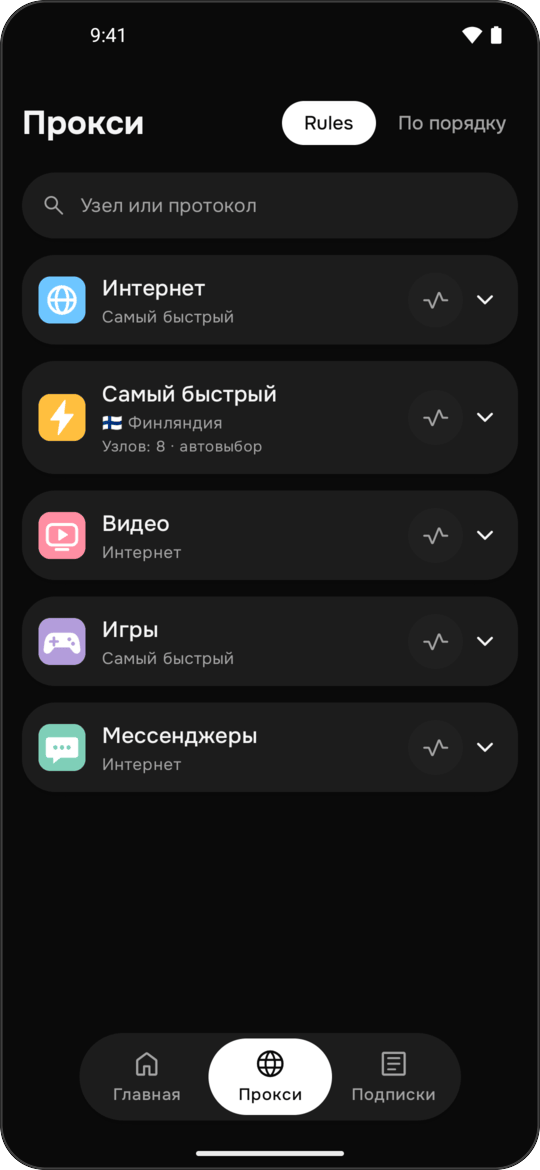 9:41
Прокси
Rules
По порядку
Узел или протокол
Интернет
Самый быстрый
Самый быстрый
🇫🇮 Финляндия
Узлов: 8 · автовыбор
Видео
Интернет
Игры
Самый быстрый
Мессенджеры
Интернет
Главная
Прокси
Подписки